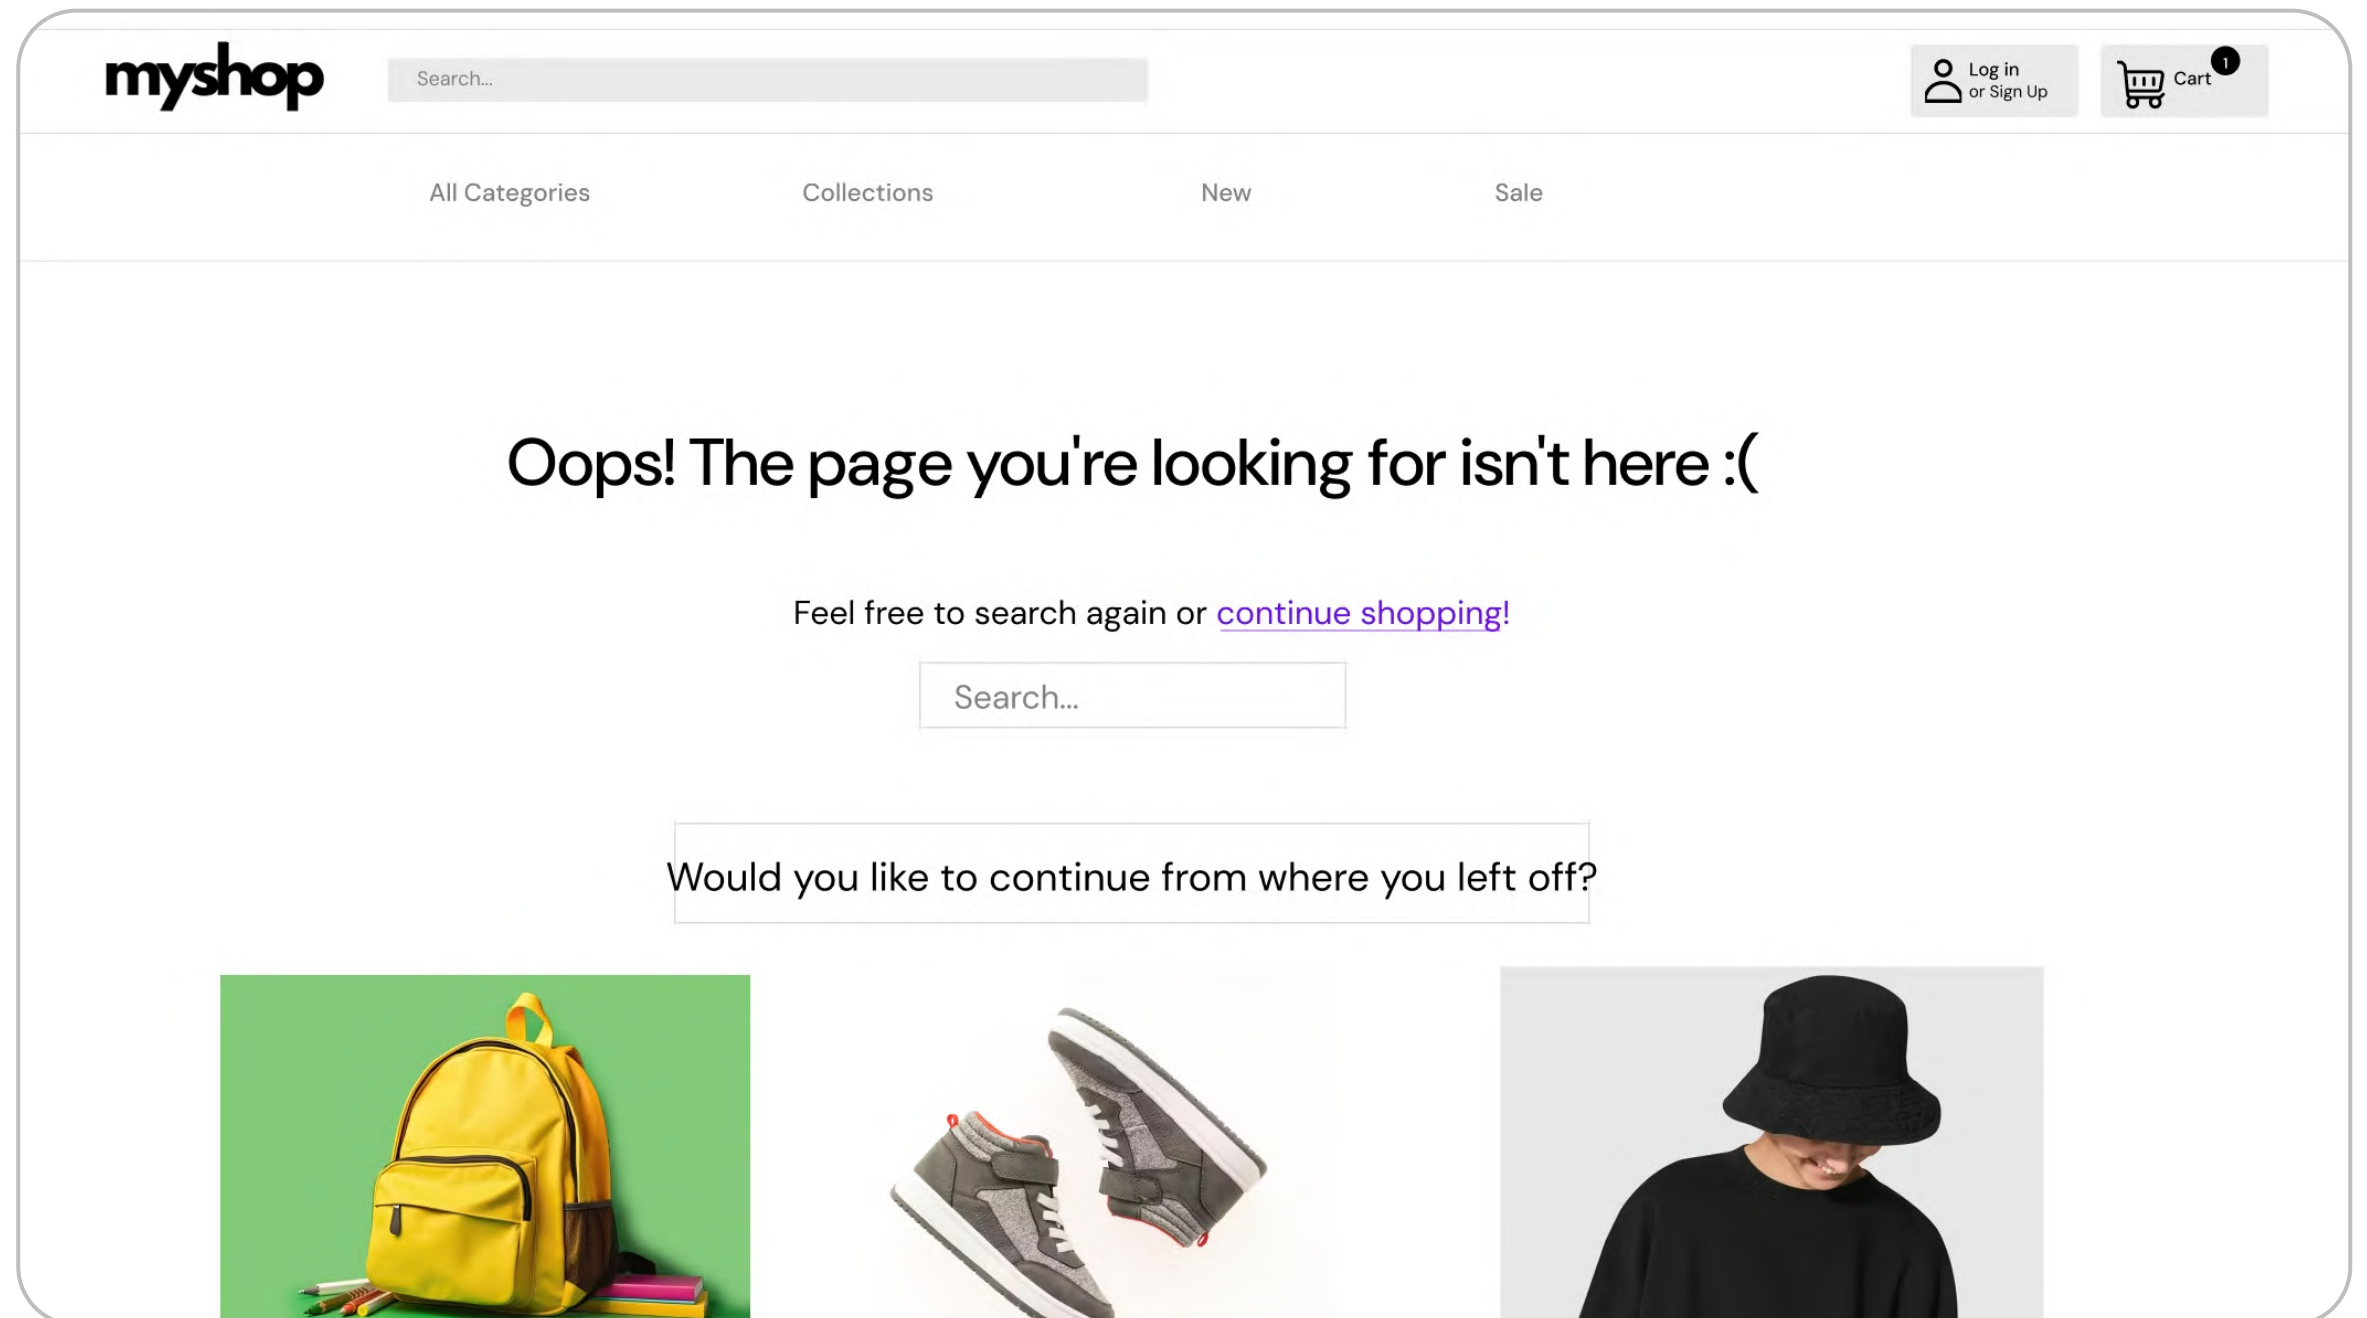 myshop
Search...
Log in
or Sign Up
Cart
1
All Categories
Collections
New
Sale
Oops! The page you're looking for isn't here :(
Feel free to search again or continue shopping!
Search...
Would you like to continue from where you left off?